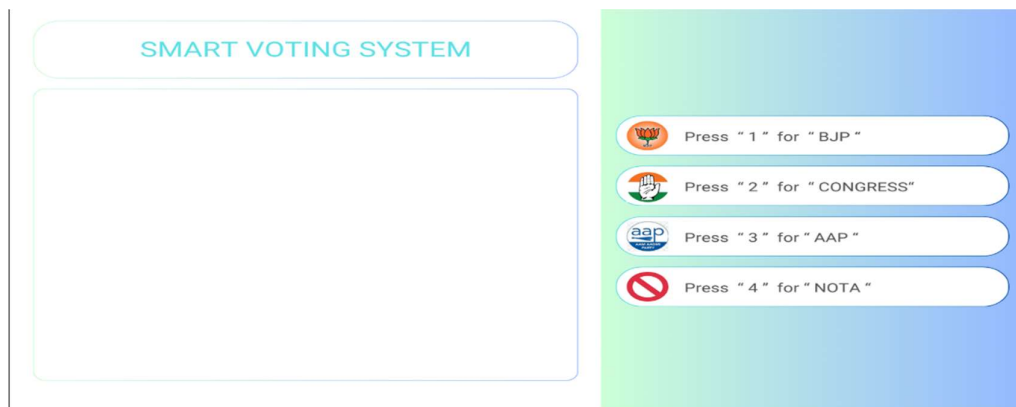 SMART VOTING SYSTEM
Press “ 1 ” for “ BJP “
Press “ 2 ” for “ CONGRESS“
aap
Press “ 3 ” for “ AAP “
Press “ 4 ” for “ NOTA “